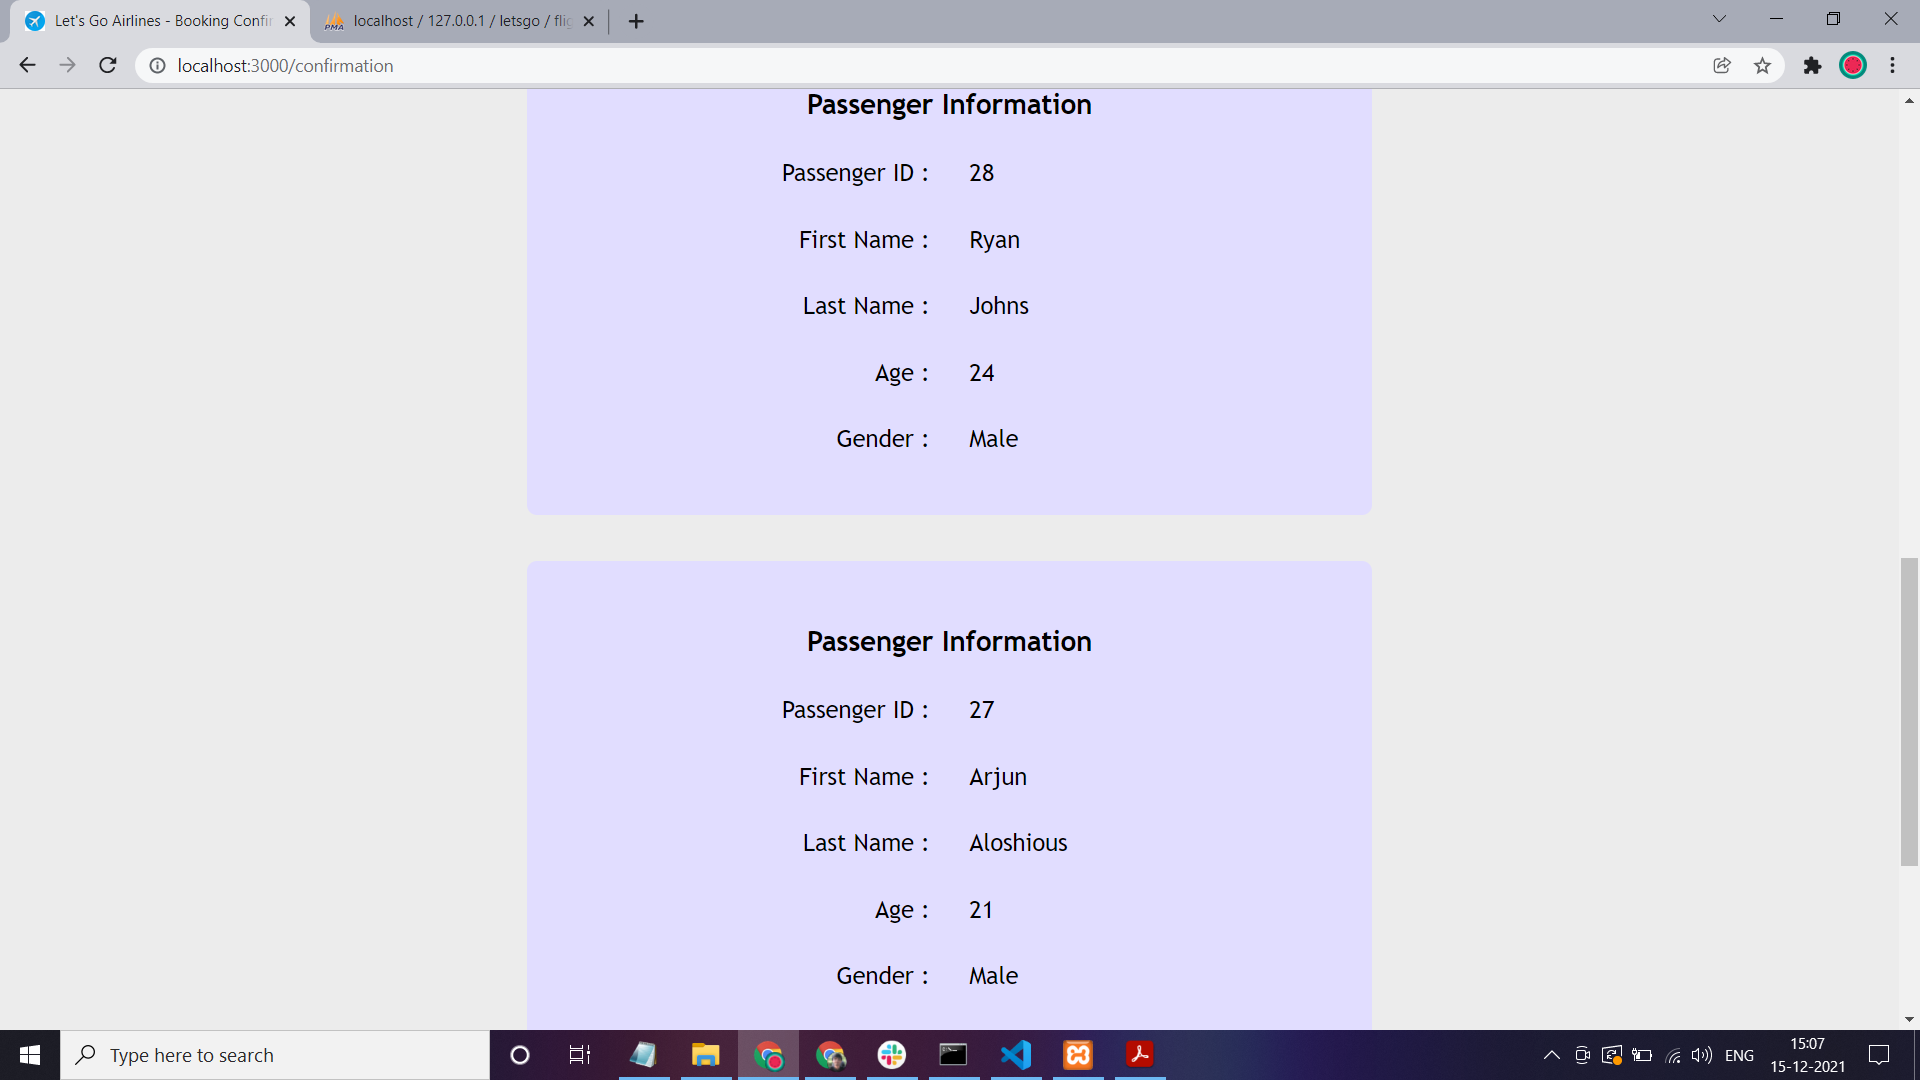 Let's Go Airlines - Booking Confir
localhost / 127.0.0.1 / letsgo / flig
PMA
localhost:3000/confirmation
Passenger Information
Passenger ID : 28
First Name : Ryan
Last Name : Johns
Age : 24
Gender : Male
Passenger Information
Passenger ID : 27
First Name : Arjun
Last Name : Aloshious
Age : 21
Gender : Male
Type here to search
ENG
15:07
15-12-2021